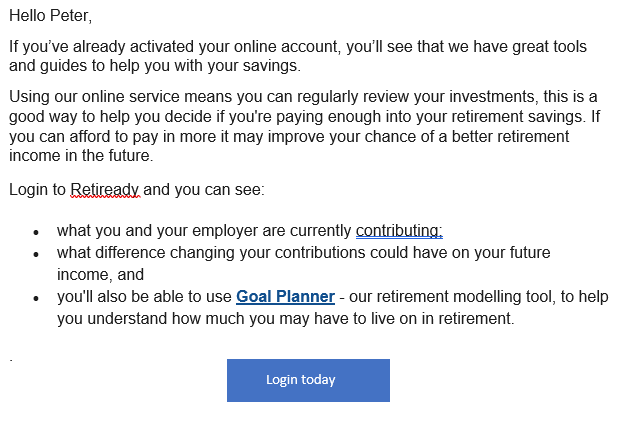 Hello Peter,
If you’ve already activated your online account, you’ll see that we have great tools
and guides to help you with your savings.
Using our online service means you can regularly review your investments, this is a
good way to help you decide if you're paying enough into your retirement savings. If
you can afford to pay in more it may improve your chance of a better retirement
income in the future.
Login to Retiready and you can see:
• what you and your employer are currently contributing;
• what difference changing your contributions could have on your future
income, and
• you'll also be able to use Goal Planner - our retirement modelling tool, to help
you understand how much you may have to live on in retirement.
.
Login today